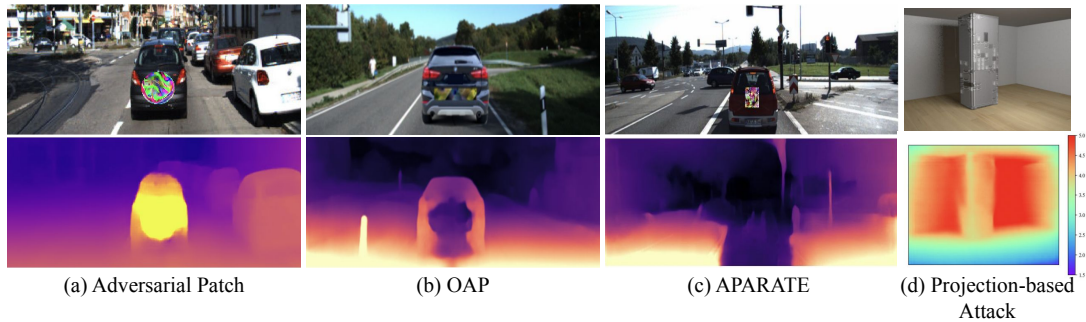 5.0
4.5
4.0
3.5
3.0
2.5
2.0
1.5
(a) Adversarial Patch
(b) OAP
(c) APARATE
(d) Projection-based
Attack